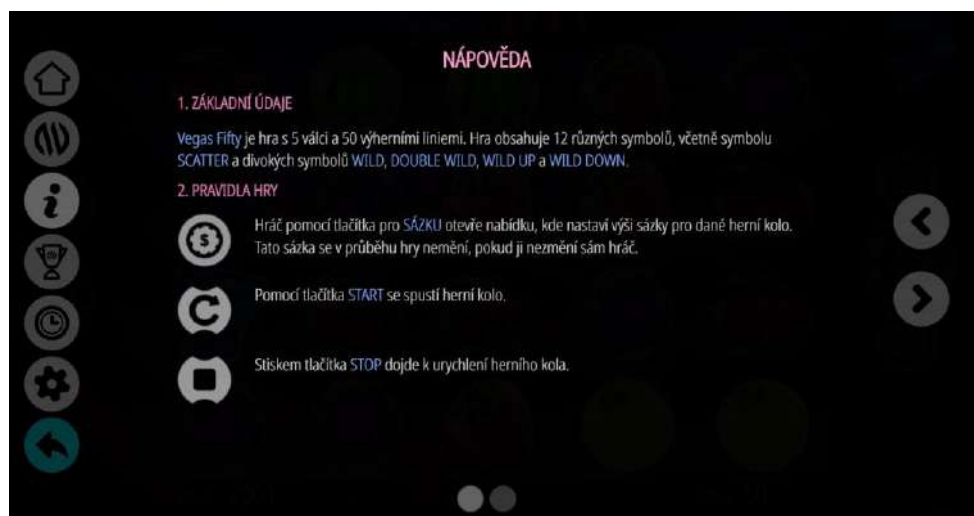 NÁPOVĚDA
1. ZÁKLADNÍ ÚDAJE
Vegas Fifty je hra s 5 válci a 50 výherními liniemi. Hra obsahuje 12 různých symbolů, včetně symbolu
SCATTER a divokých symbolů WILD, DOUBLE WILD, WILD UP a WILD DOWN.
2. PRAVIDLA HRY
Hráč pomocí tlačítka pro SÁZKU otevře nabídku, kde nastaví výši sázky pro dané herní kolo.
Tato sázka se v průběhu hry nemění, pokud ji nezmění sám hráč.
Pomocí tlačítka START se spustí herní kolo.
Stiskem tlačítka STOP dojde k urychlení herního kola.